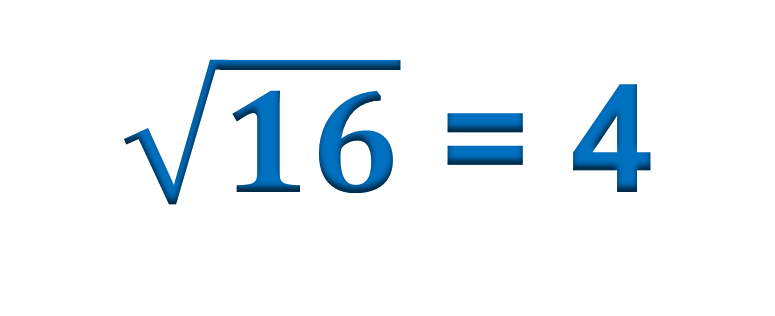 √16 = 4